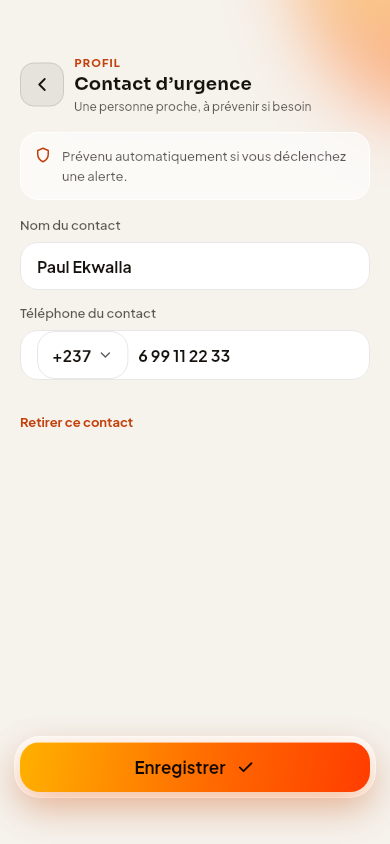 PROFIL
Contact d’urgence
Une personne proche, à prévenir si besoin
Prévenu automatiquement si vous déclenchez
une alerte.
Nom du contact
Paul Ekwalla
Téléphone du contact
+237 6 99 11 22 33
Retirer ce contact
Enregistrer